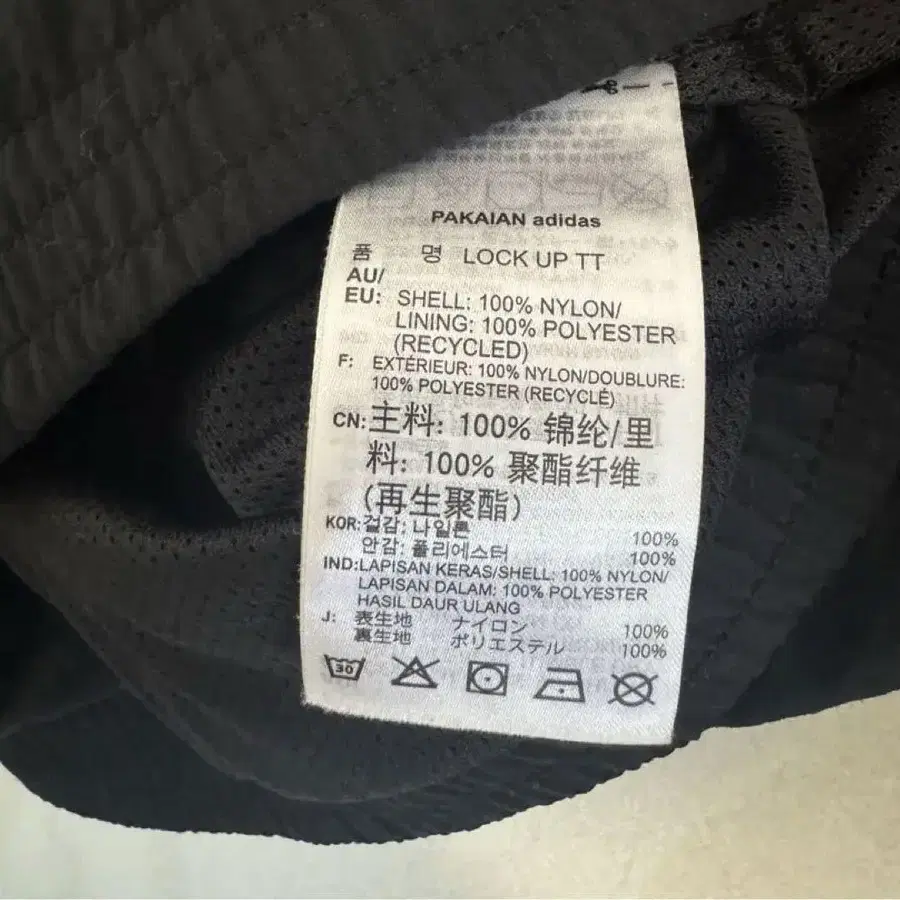 PAKAIAN adidas
품 명 LOCK UP TT
AU/
EU: SHELL: 100% NYLON/
LINING: 100% POLYESTER
(RECYCLED)
F: EXTÉRIEUR: 100% NYLON/DOUBLURE:
100% POLYESTER (RECYCLÉ)
CN: 主料: 100% 锦纶/里
料: 100% 聚酯纤维
(再生聚酯)
KOR: 겉감: 나일론 100%
안감: 폴리에스터 100%
IND: LAPISAN KERAS/SHELL: 100% NYLON/
LAPISAN DALAM: 100% POLYESTER
HASIL DAUR ULANG
J: 表生地 ナイロン 100%
裏生地 ポリエステル 100%
30